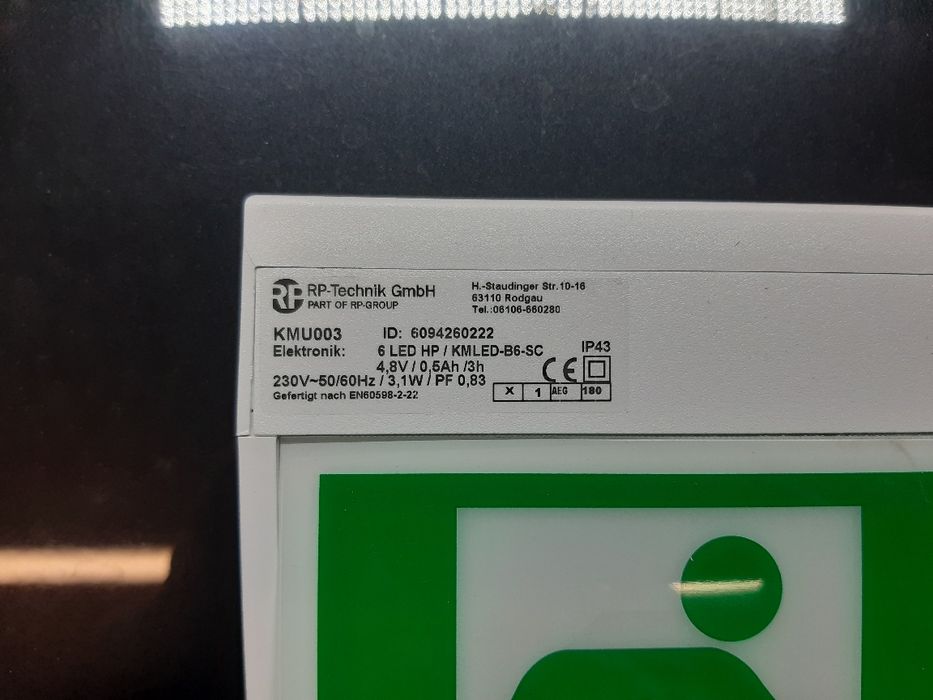 RP RP-Technik GmbH
PART OF RP-GROUP
H.-Staudinger Str.10-16
63110 Rodgau
Tel.:06106-660280
KMU003 ID: 6094260222
Elektronik: 6 LED HP / KMLED-B6-SC
4,8V / 0,5Ah /3h
230V~50/60Hz / 3,1W / PF 0,83
Gefertigt nach EN60598-2-22
IP43
CE
X 1 AEG 180